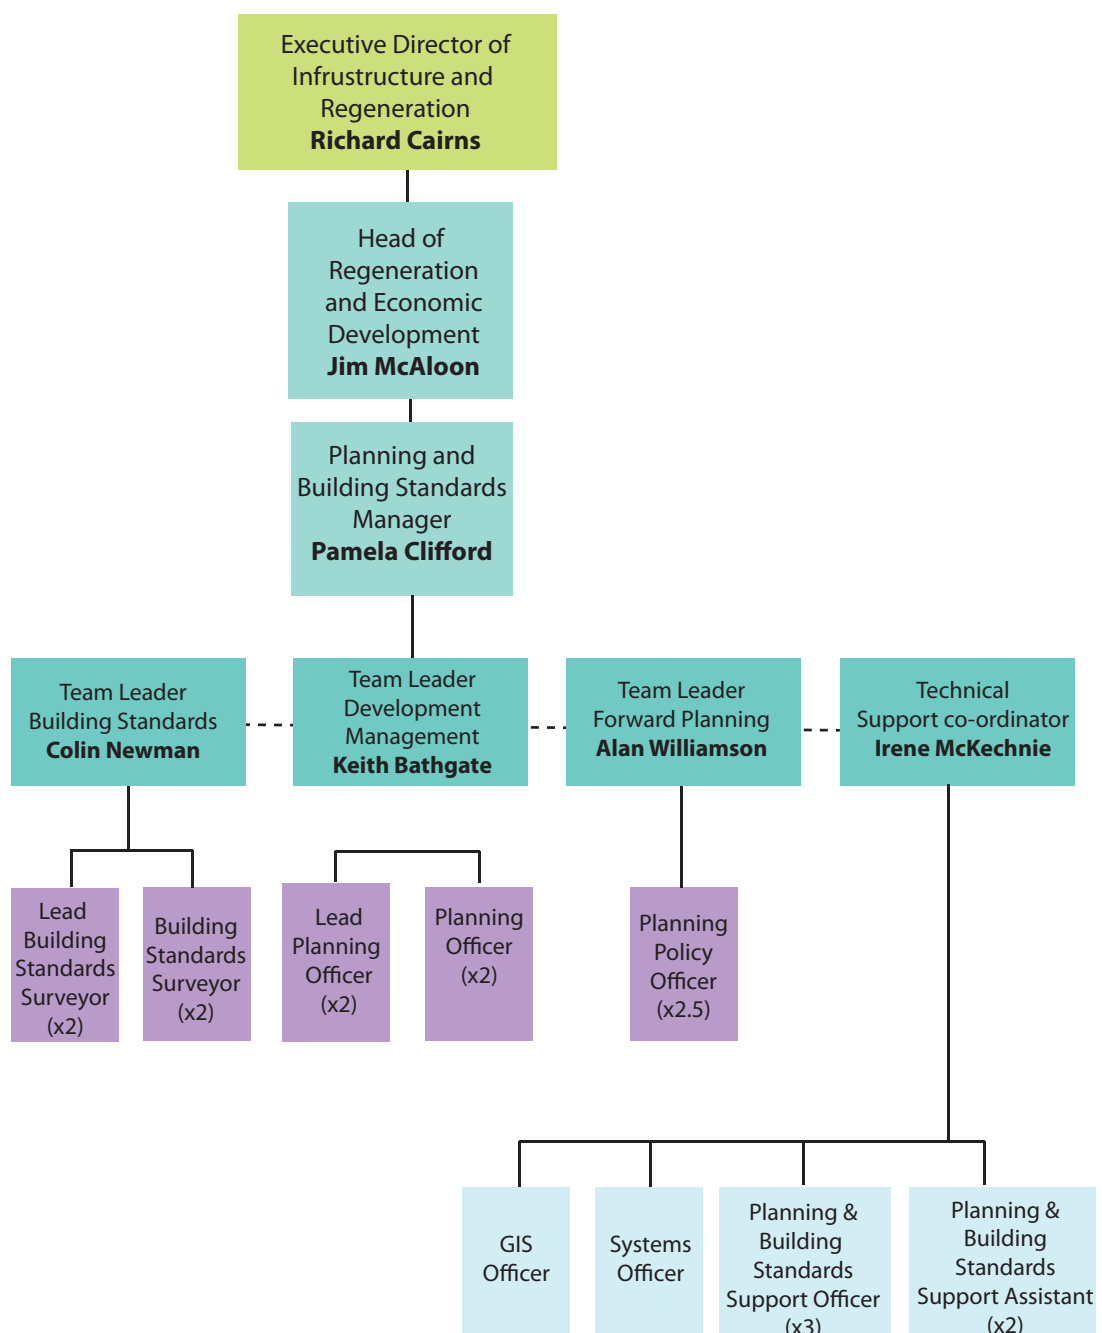 Executive Director of
Infrustructure and
Regeneration
Richard Cairns
Head of
Regeneration
and Economic
Development
Jim McAloon
Planning and
Building Standards
Manager
Pamela Clifford
Team Leader
Building Standards
Colin Newman
Team Leader
Development
Management
Keith Bathgate
Team Leader
Forward Planning
Alan Williamson
Technical
Support co-ordinator
Irene McKechnie
Lead
Building
Standards
Surveyor
(x2)
Building
Standards
Surveyor
(x2)
Lead
Planning
Officer
(x2)
Planning
Officer
(x2)
Planning
Policy
Officer
(x2.5)
GIS
Officer
Systems
Officer
Planning &
Building
Standards
Support Officer
(x3)
Planning &
Building
Standards
Support Assistant
(x2)